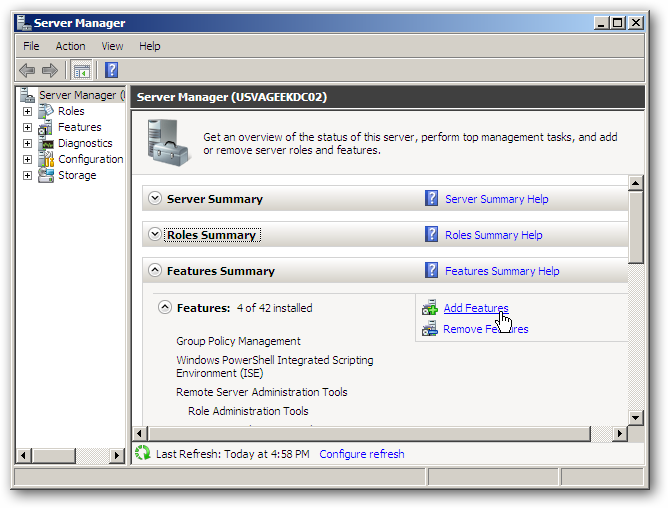 Server Manager
File Action View Help
Server Manager (
Roles
Features
Diagnostics
Configuration
Storage
Server Manager (USVAGEEKDC02)
Get an overview of the status of this server, perform top management tasks, and add
or remove server roles and features.
Server Summary
Server Summary Help
Roles Summary
Roles Summary Help
Features Summary
Features Summary Help
Features: 4 of 42 installed
Add Features
Remove Features
Group Policy Management
Windows PowerShell Integrated Scripting
Environment (ISE)
Remote Server Administration Tools
Role Administration Tools
Last Refresh: Today at 4:58 PM Configure refresh